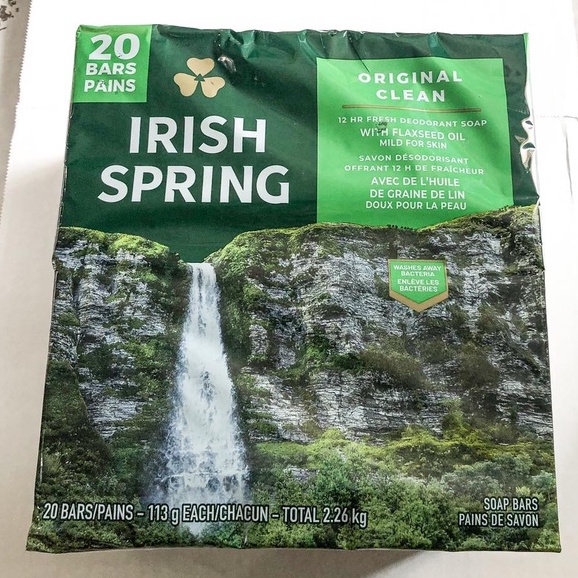 20
BARS
PAINS
IRISH
SPRING
ORIGINAL
CLEAN
12 HR FRESH DEODORANT SOAP
WITH FLAXSEED OIL
MILD FOR SKIN
SAVON DÉSODORISANT
OFFRANT 12 H DE FRAÎCHEUR
AVEC DE L'HUILE
DE GRAINE DE LIN
DOUX POUR LA PEAU
WASHES AWAY
BACTERIA
ENLÈVE LES
BACTÉRIES
20 BARS/PAINS – 113 g EACH/CHACUN – TOTAL 2.26 kg
SOAP BARS
PAINS DE SAVON